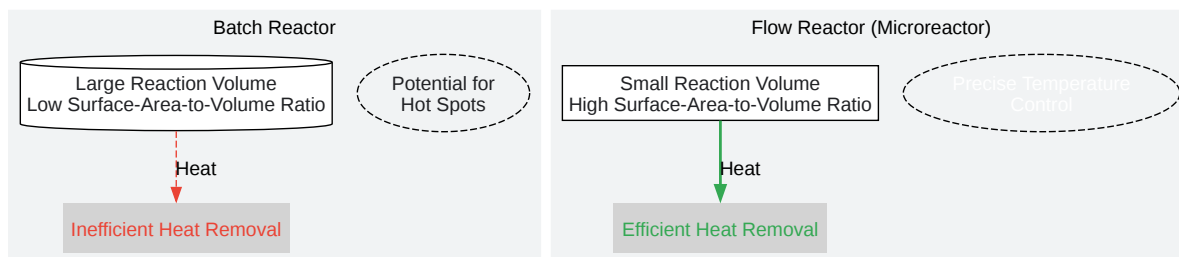 Batch Reactor
Large Reaction Volume
Low Surface-Area-to-Volume Ratio
Potential for
Hot Spots
Heat
Inefficient Heat Removal
Flow Reactor (Microreactor)
Small Reaction Volume
High Surface-Area-to-Volume Ratio
Precise Temperature
Control
Heat
Efficient Heat Removal